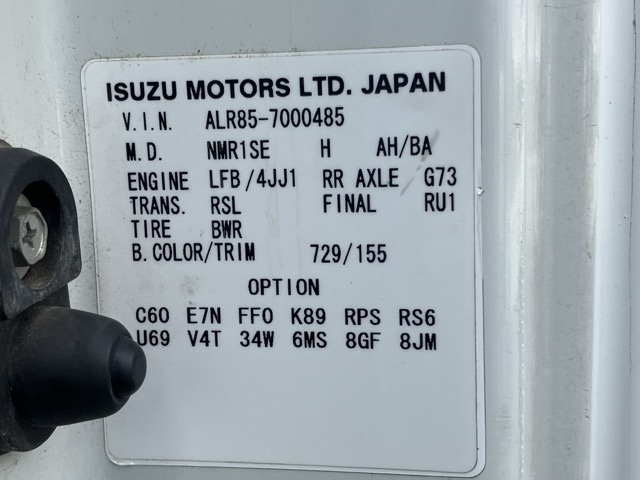 ISUZU MOTORS LTD. JAPAN
V.I.N. ALR85-7000485
M.D. NMR1SE H AH/BA
ENGINE LFB/4JJ1 RR AXLE G73
TRANS. RSL FINAL RU1
TIRE BWR
B.COLOR/TRIM 729/155
OPTION
C60 E7N FF0 K89 RPS RS6
U69 V4T 34W 6MS 8GF 8JM